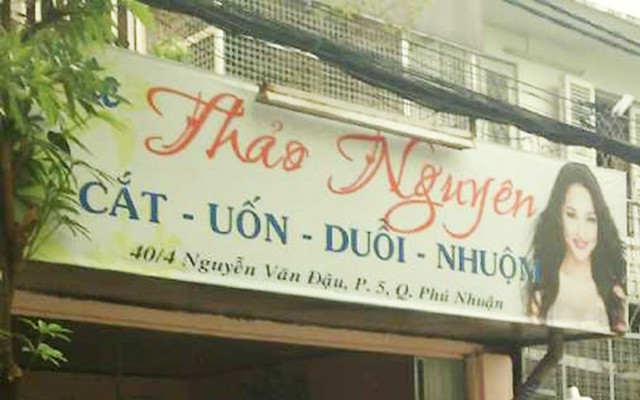 Thảo Nguyên
CẮT - UỐN - DUỖI - NHUỘM
40/4 Nguyễn Văn Đậu, P. 5, Q. Phú Nhuận